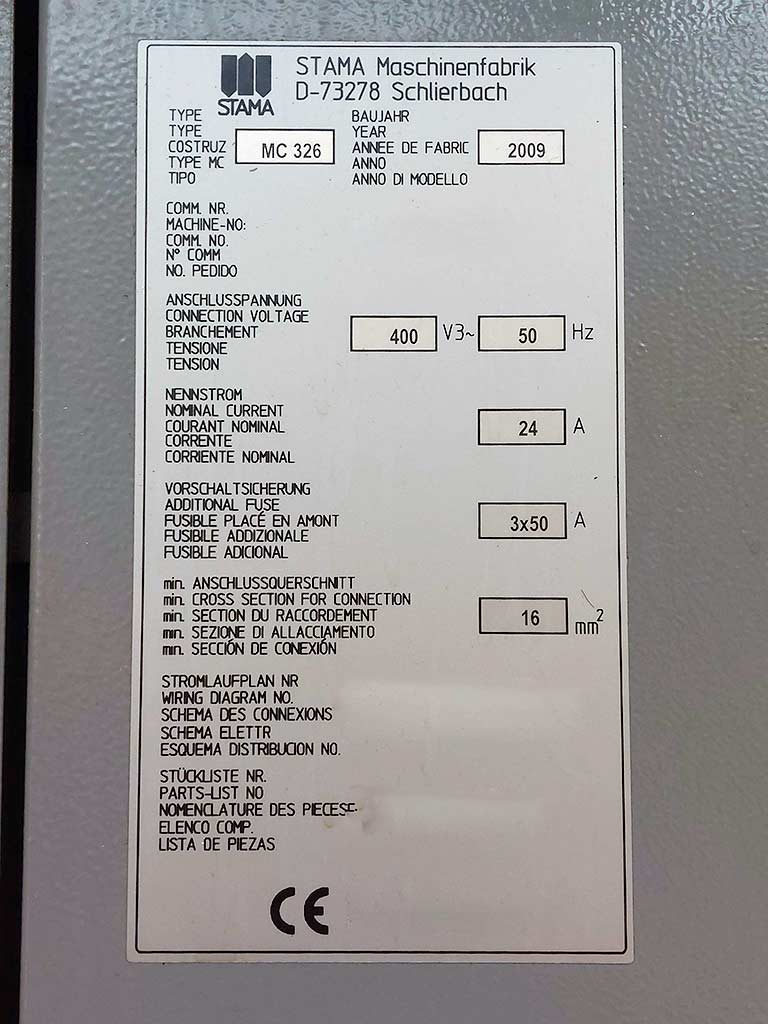 STAMA Maschinenfabrik
STAMA D-73278 Schlierbach
TYPE BAUJAHR
TYPE YEAR
COSTRUZ MC 326 ANNEE DE FABRIC 2009
TYPE MC ANNO
TIPO ANNO DI MODELLO
COMM. NR.
MACHINE-NO:
COMM. NO.
N° COMM
NO. PEDIDO
ANSCHLUSSPANNUNG
CONNECTION VOLTAGE
BRANCHEMENT 400 V3~ 50 Hz
TENSIONE
TENSION
NENNSTROM
NOMINAL CURRENT
COURANT NOMINAL 24 A
CORRENTE
CORRIENTE NOMINAL
VORSCHALTSICHERUNG
ADDITIONAL FUSE
FUSIBLE PLACÉ EN AMONT 3x50 A
FUSIBILE ADDIZIONALE
FUSIBLE ADICIONAL
min. ANSCHLUSSQUERSCHNITT
min. CROSS SECTION FOR CONNECTION
min. SECTION DU RACCORDEMENT 16 mm²
min. SEZIONE DI ALLACCIAMENTO
min. SECCIÓN DE CONEXIÓN
STROMLAUFPLAN NR
WIRING DIAGRAM NO.
SCHEMA DES CONNEXIONS
SCHEMA ELETTR
ESQUEMA DISTRIBUCION NO.
STÜCKLISTE NR.
PARTS-LIST NO
NOMENCLATURE DES PIECES
ELENCO COMP.
LISTA DE PIEZAS
CE